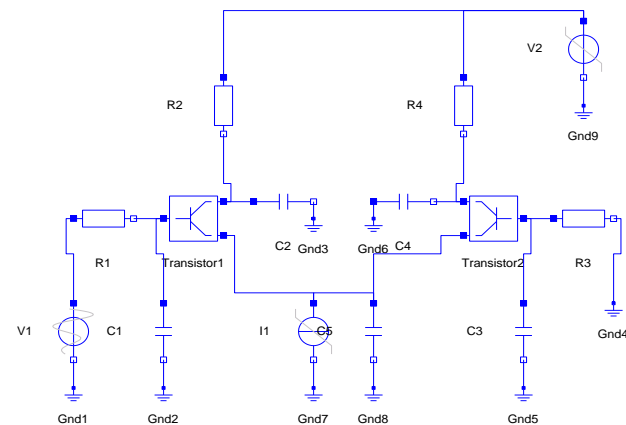 V2
R2
R4
Gnd9
C2
Gnd3
Gnd6
C4
R1
Transistor1
Transistor2
R3
V1
C1
I1
C5
C3
Gnd4
Gnd1
Gnd2
Gnd7
Gnd8
Gnd5